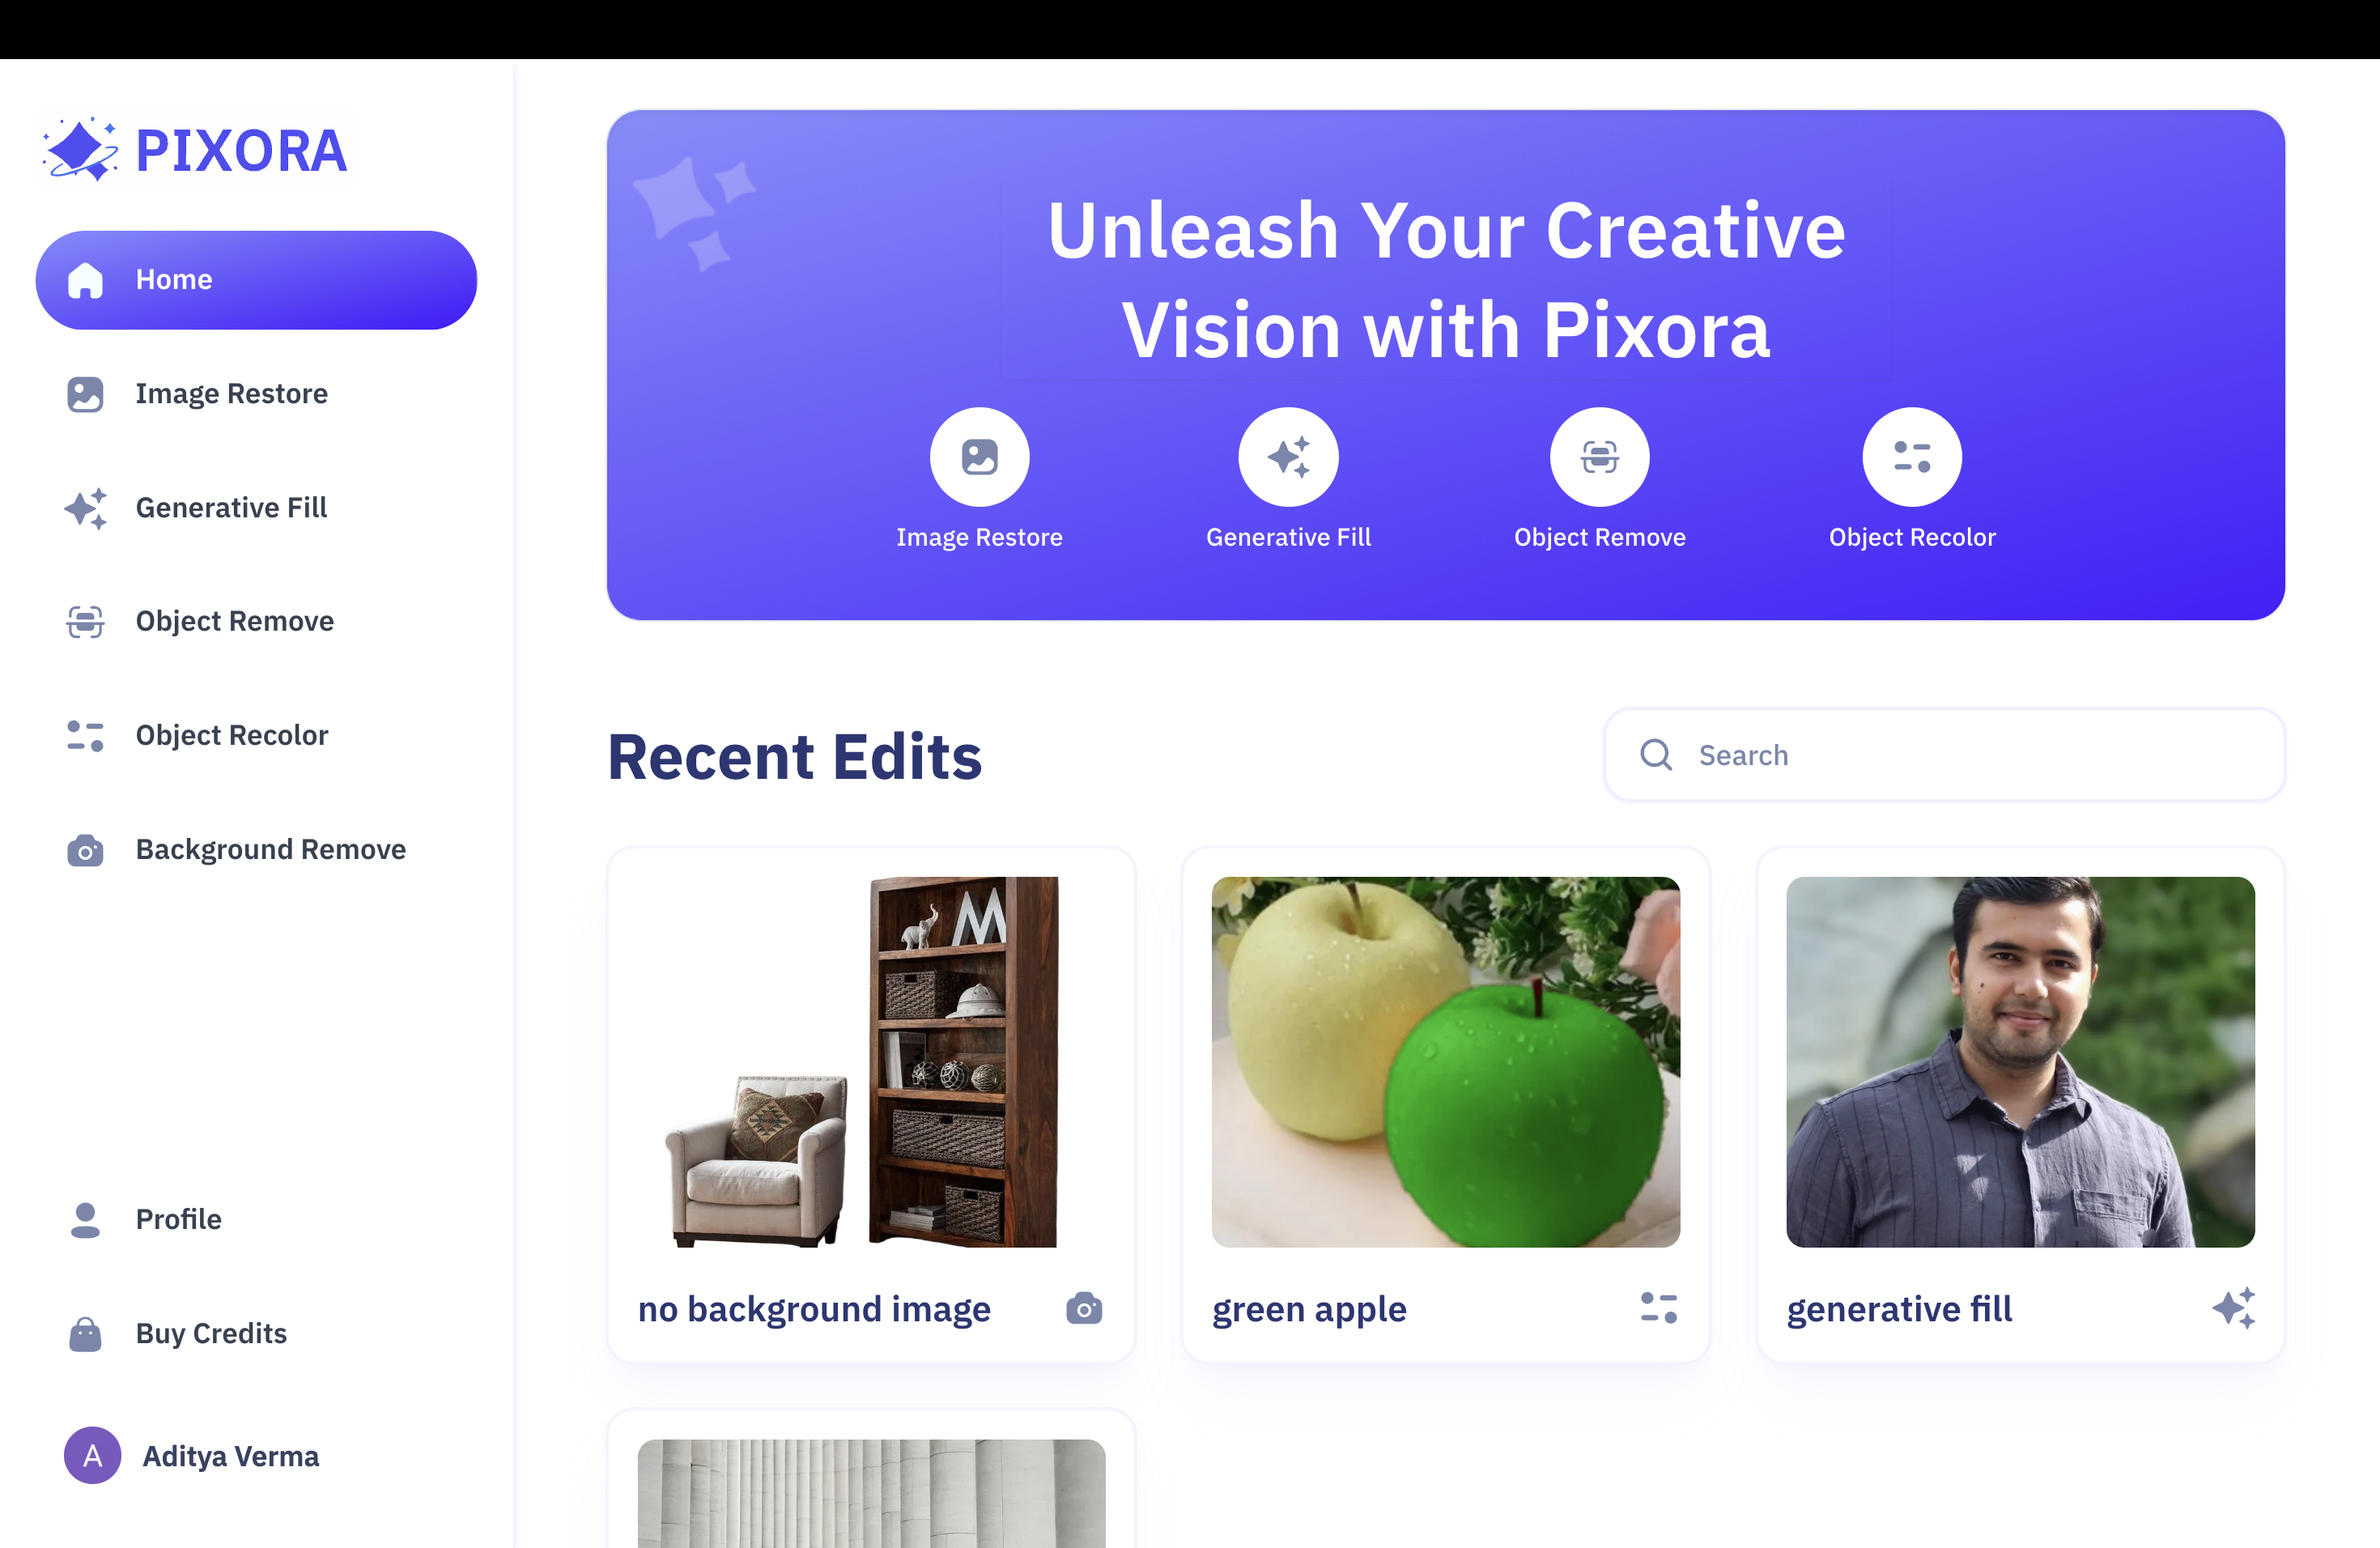 PIXORA
Home
Image Restore
Generative Fill
Object Remove
Object Recolor
Background Remove
Profile
Buy Credits
A Aditya Verma
Unleash Your Creative
Vision with Pixora
Image Restore Generative Fill Object Remove Object Recolor
Recent Edits
Search
M
no background image
green apple
generative fill